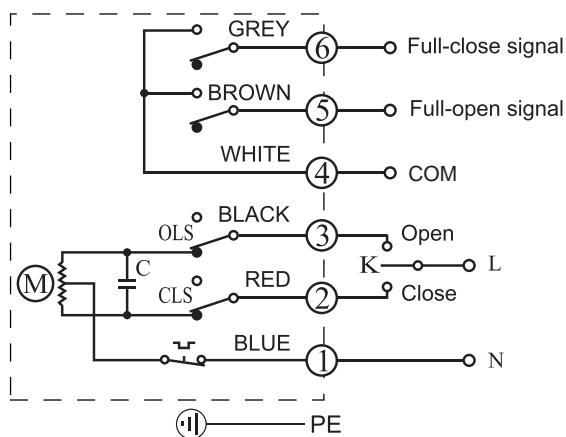 GREY 6 Full-close signal
BROWN 5 Full-open signal
WHITE 4 COM
OLS BLACK 3 Open
K L
M C CLS RED 2 Close
BLUE 1 N
PE